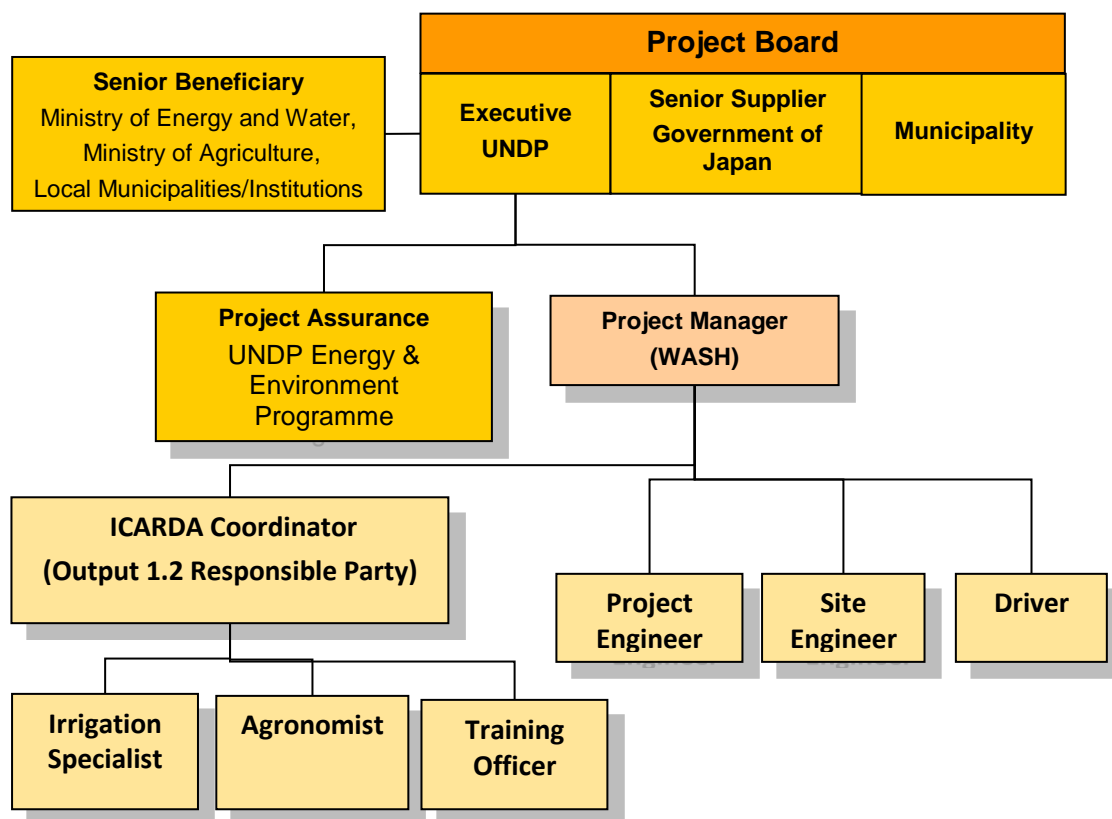 Project Board
Senior Beneficiary
Ministry of Energy and Water,
Ministry of Agriculture,
Local Municipalities/Institutions
Executive
UNDP
Senior Supplier
Government of
Japan
Municipality
Project Assurance
UNDP Energy &
Environment
Programme
Project Manager
(WASH)
ICARDA Coordinator
(Output 1.2 Responsible Party)
Project
Engineer
Site
Engineer
Driver
Irrigation
Specialist
Agronomist
Training
Officer